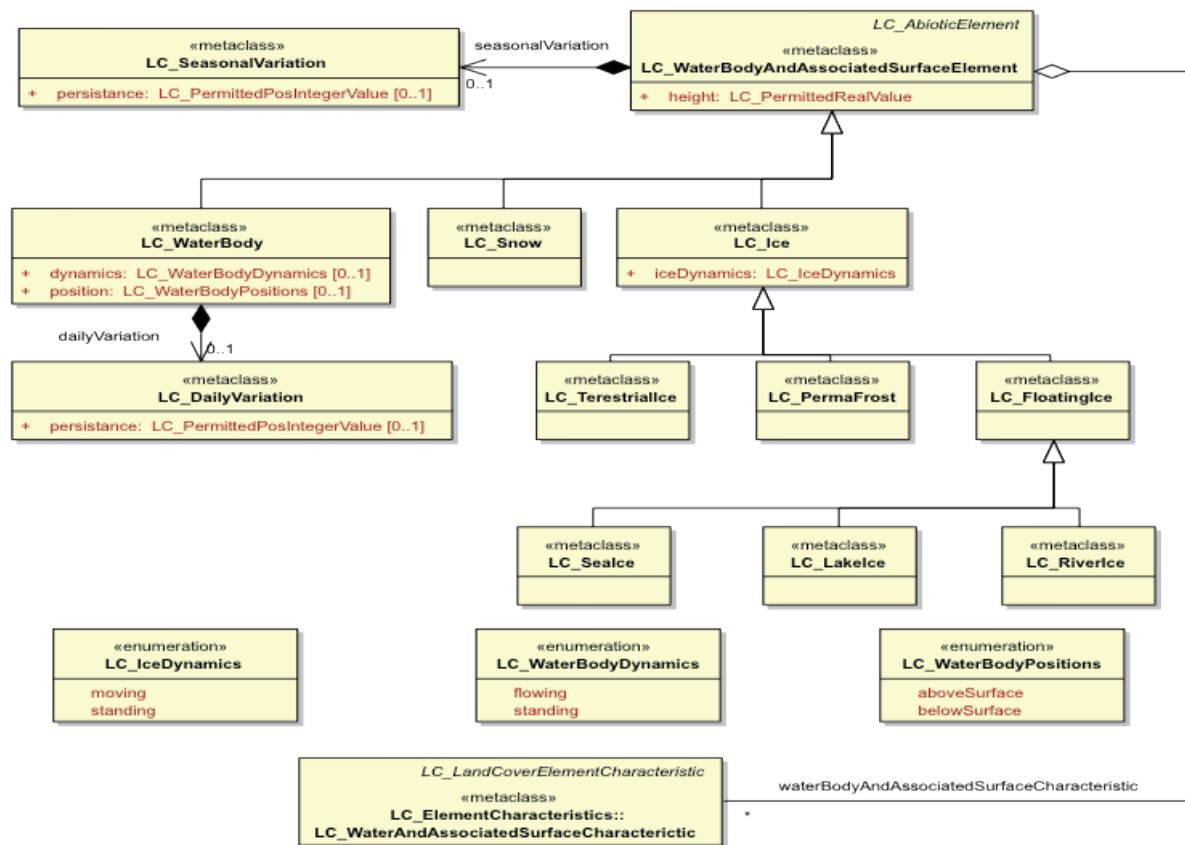 «metaclass»
LC_SeasonalVariation
+ persistance: LC_PermittedPosIntegerValue [0..1]
seasonalVariation
0..1
LC_AbioticElement
«metaclass»
LC_WaterBodyAndAssociatedSurfaceElement
+ height: LC_PermittedRealValue
«metaclass»
LC_WaterBody
+ dynamics: LC_WaterBodyDynamics [0..1]
+ position: LC_WaterBodyPositions [0..1]
«metaclass»
LC_Snow
«metaclass»
LC_Ice
+ iceDynamics: LC_IceDynamics
dailyVariation
0..1
«metaclass»
LC_DailyVariation
+ persistance: LC_PermittedPosIntegerValue [0..1]
«metaclass»
LC_TerestrialIce
«metaclass»
LC_PermaFrost
«metaclass»
LC_FloatingIce
«metaclass»
LC_SeaIce
«metaclass»
LC_LakeIce
«metaclass»
LC_RiverIce
«enumeration»
LC_IceDynamics
moving
standing
«enumeration»
LC_WaterBodyDynamics
flowing
standing
«enumeration»
LC_WaterBodyPositions
aboveSurface
belowSurface
LC_LandCoverElementCharacteristic
«metaclass»
LC_ElementCharacteristics::
LC_WaterAndAssociatedSurfaceCharacterictic
waterBodyAndAssociatedSurfaceCharacteristic
*